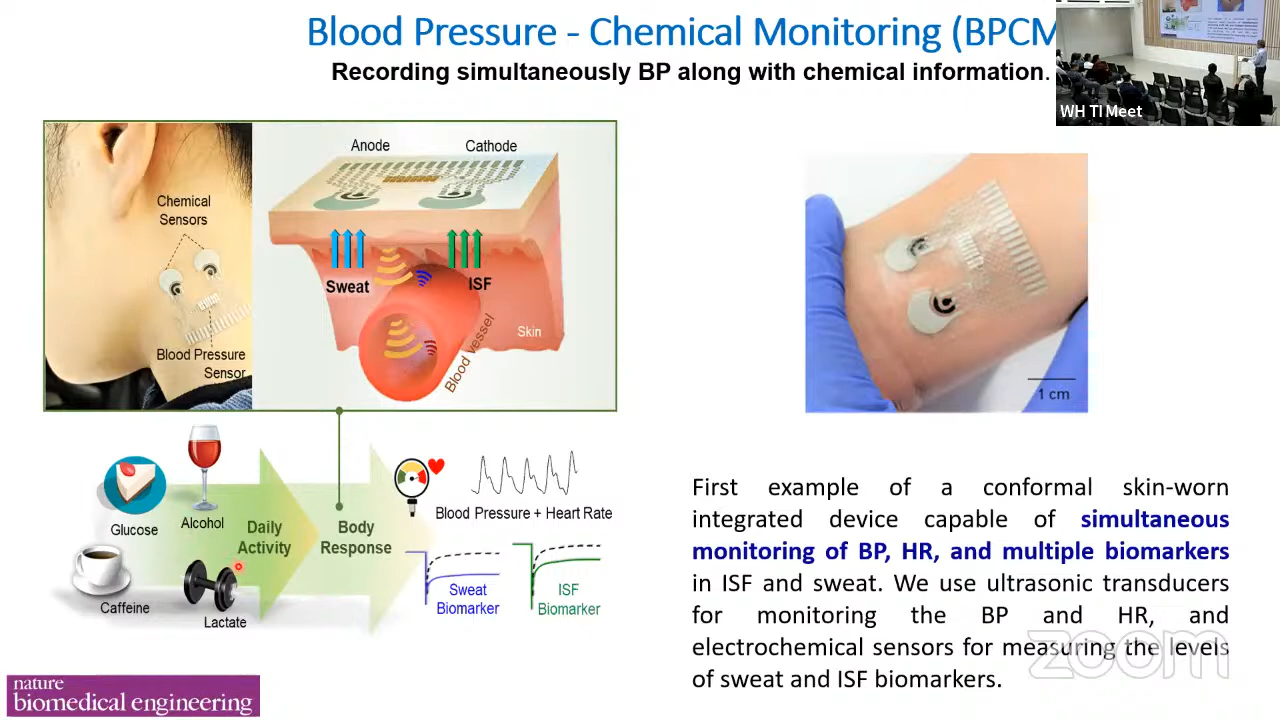 Blood Pressure - Chemical Monitoring (BPCM
Recording simultaneously BP along with chemical information.
WH TI Meet
Chemical
Sensors
Blood Pressure
Sensor
Anode
Cathode
Sweat
ISF
Skin
Blood vessel
1 cm
Glucose
Alcohol
Caffeine
Lactate
Daily
Activity
Body
Response
Blood Pressure + Heart Rate
Sweat
Biomarker
ISF
Biomarker
First example of a conformal skin-worn
integrated device capable of simultaneous
monitoring of BP, HR, and multiple biomarkers
in ISF and sweat. We use ultrasonic transducers
for monitoring the BP and HR, and
electrochemical sensors for measuring the levels
of sweat and ISF biomarkers.
zoom
nature
biomedical engineering